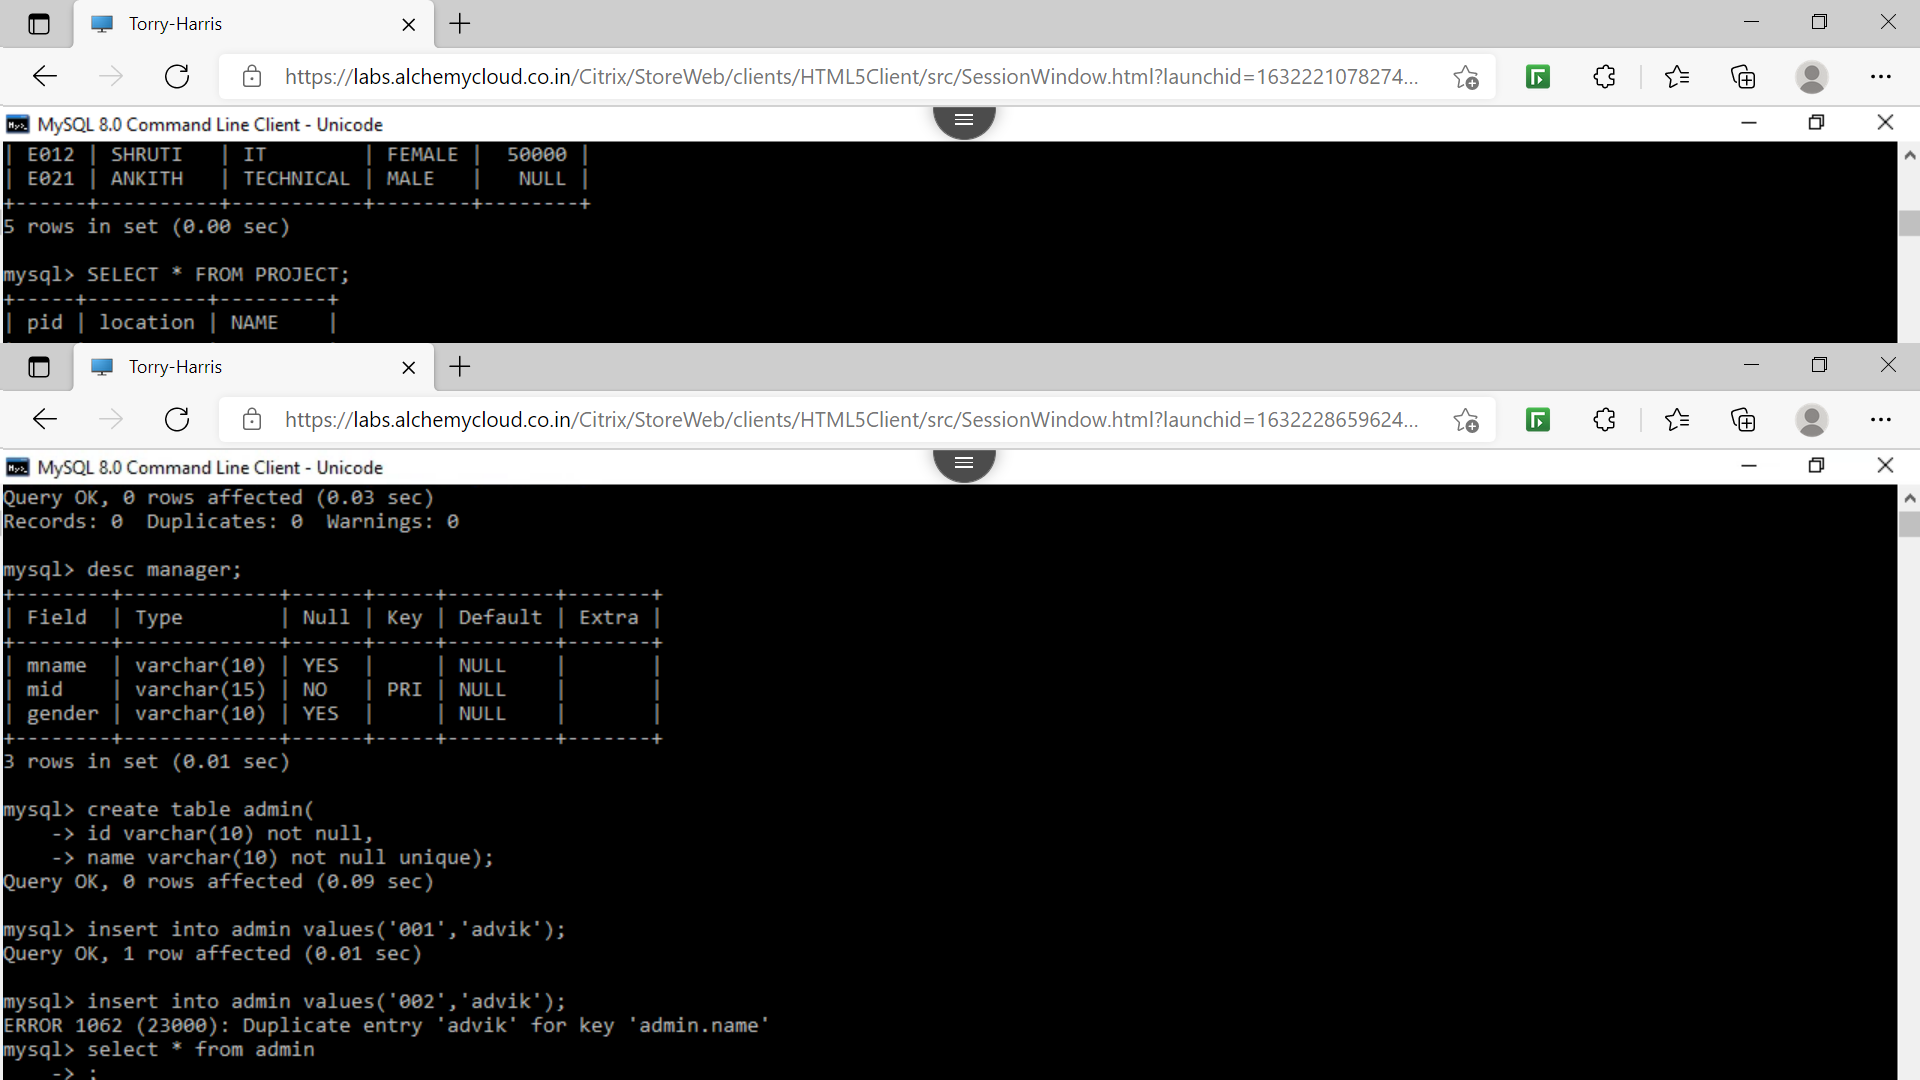 Torry-Harris
https://labs.alchemycloud.co.in/Citrix/StoreWeb/clients/HTML5Client/src/SessionWindow.html?launchid=1632221078274...
MySQL 8.0 Command Line Client - Unicode
| E012 | SHRUTI   | IT        | FEMALE |  50000 |
| E021 | ANKITH   | TECHNICAL | MALE   |   NULL |
+------+----------+-----------+--------+--------+
5 rows in set (0.00 sec)
mysql> SELECT * FROM PROJECT;
+-----+----------+---------+
| pid | location | NAME    |
Torry-Harris
https://labs.alchemycloud.co.in/Citrix/StoreWeb/clients/HTML5Client/src/SessionWindow.html?launchid=1632228659624...
MySQL 8.0 Command Line Client - Unicode
Query OK, 0 rows affected (0.03 sec)
Records: 0  Duplicates: 0  Warnings: 0
mysql> desc manager;
+--------+-------------+------+-----+---------+-------+
| Field  | Type        | Null | Key | Default | Extra |
+--------+-------------+------+-----+---------+-------+
| mname  | varchar(10) | YES  |     | NULL    |       |
| mid    | varchar(15) | NO   | PRI | NULL    |       |
| gender | varchar(10) | YES  |     | NULL    |       |
+--------+-------------+------+-----+---------+-------+
3 rows in set (0.01 sec)
mysql> create table admin(
    -> id varchar(10) not null,
    -> name varchar(10) not null unique);
Query OK, 0 rows affected (0.09 sec)
mysql> insert into admin values('001','advik');
Query OK, 1 row affected (0.01 sec)
mysql> insert into admin values('002','advik');
ERROR 1062 (23000): Duplicate entry 'advik' for key 'admin.name'
mysql> select * from admin
    -> ;